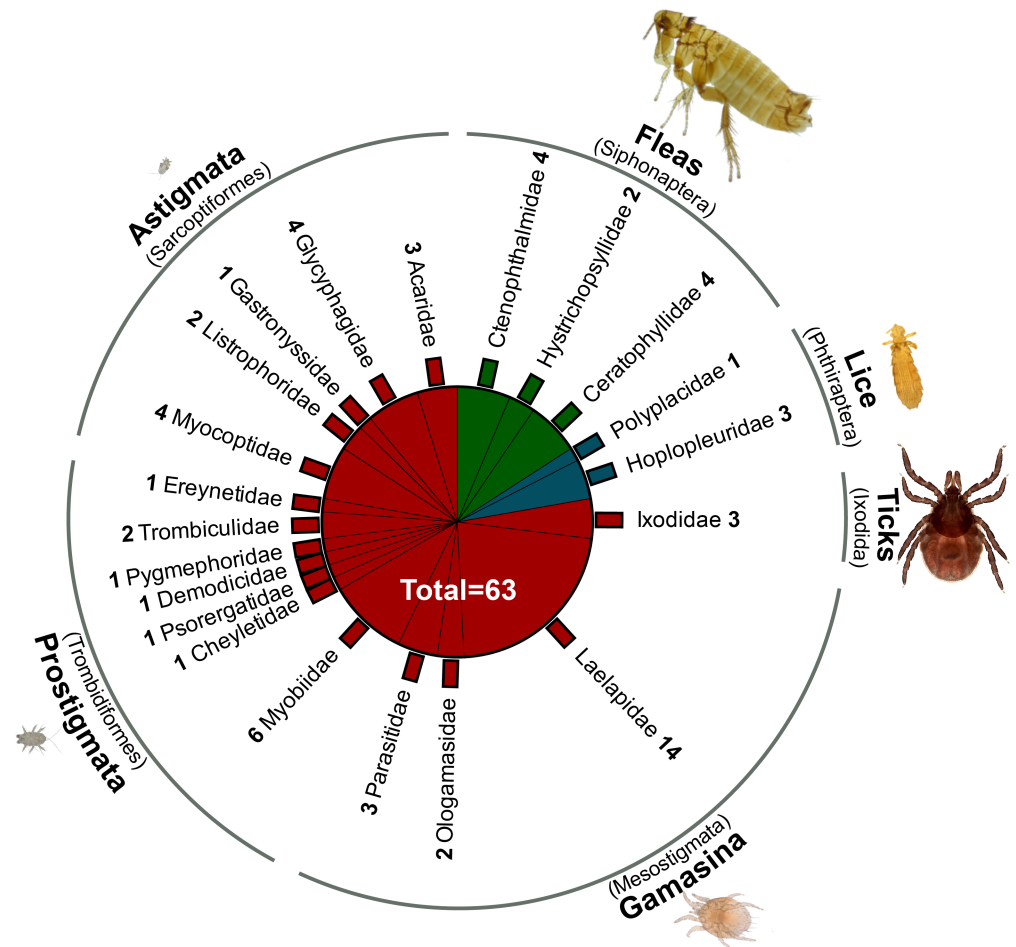 Fleas
(Siphonaptera)
Ctenophthalmidae 4
Hystrichopsyllidae 2
Ceratophyllidae 4
Lice
(Phthiraptera)
Polyplacidae 1
Hoplopleuridae 3
Ticks
(Ixodida)
Ixodidae 3
Laelapidae 14
(Mesostigmata)
Gamasina
2 Ologamasidae
3 Parasitidae
6 Myobiidae
1 Cheyletidae
1 Psorergatidae
1 Demodicidae
1 Pygmephoridae
2 Trombiculidae
1 Ereynetidae
(Trombidiformes)
Prostigmata
4 Myocoptidae
2 Listrophoridae
1 Gastronyssidae
4 Glycyphagidae
3 Acaridae
Astigmata
(Sarcoptiformes)
Total=63